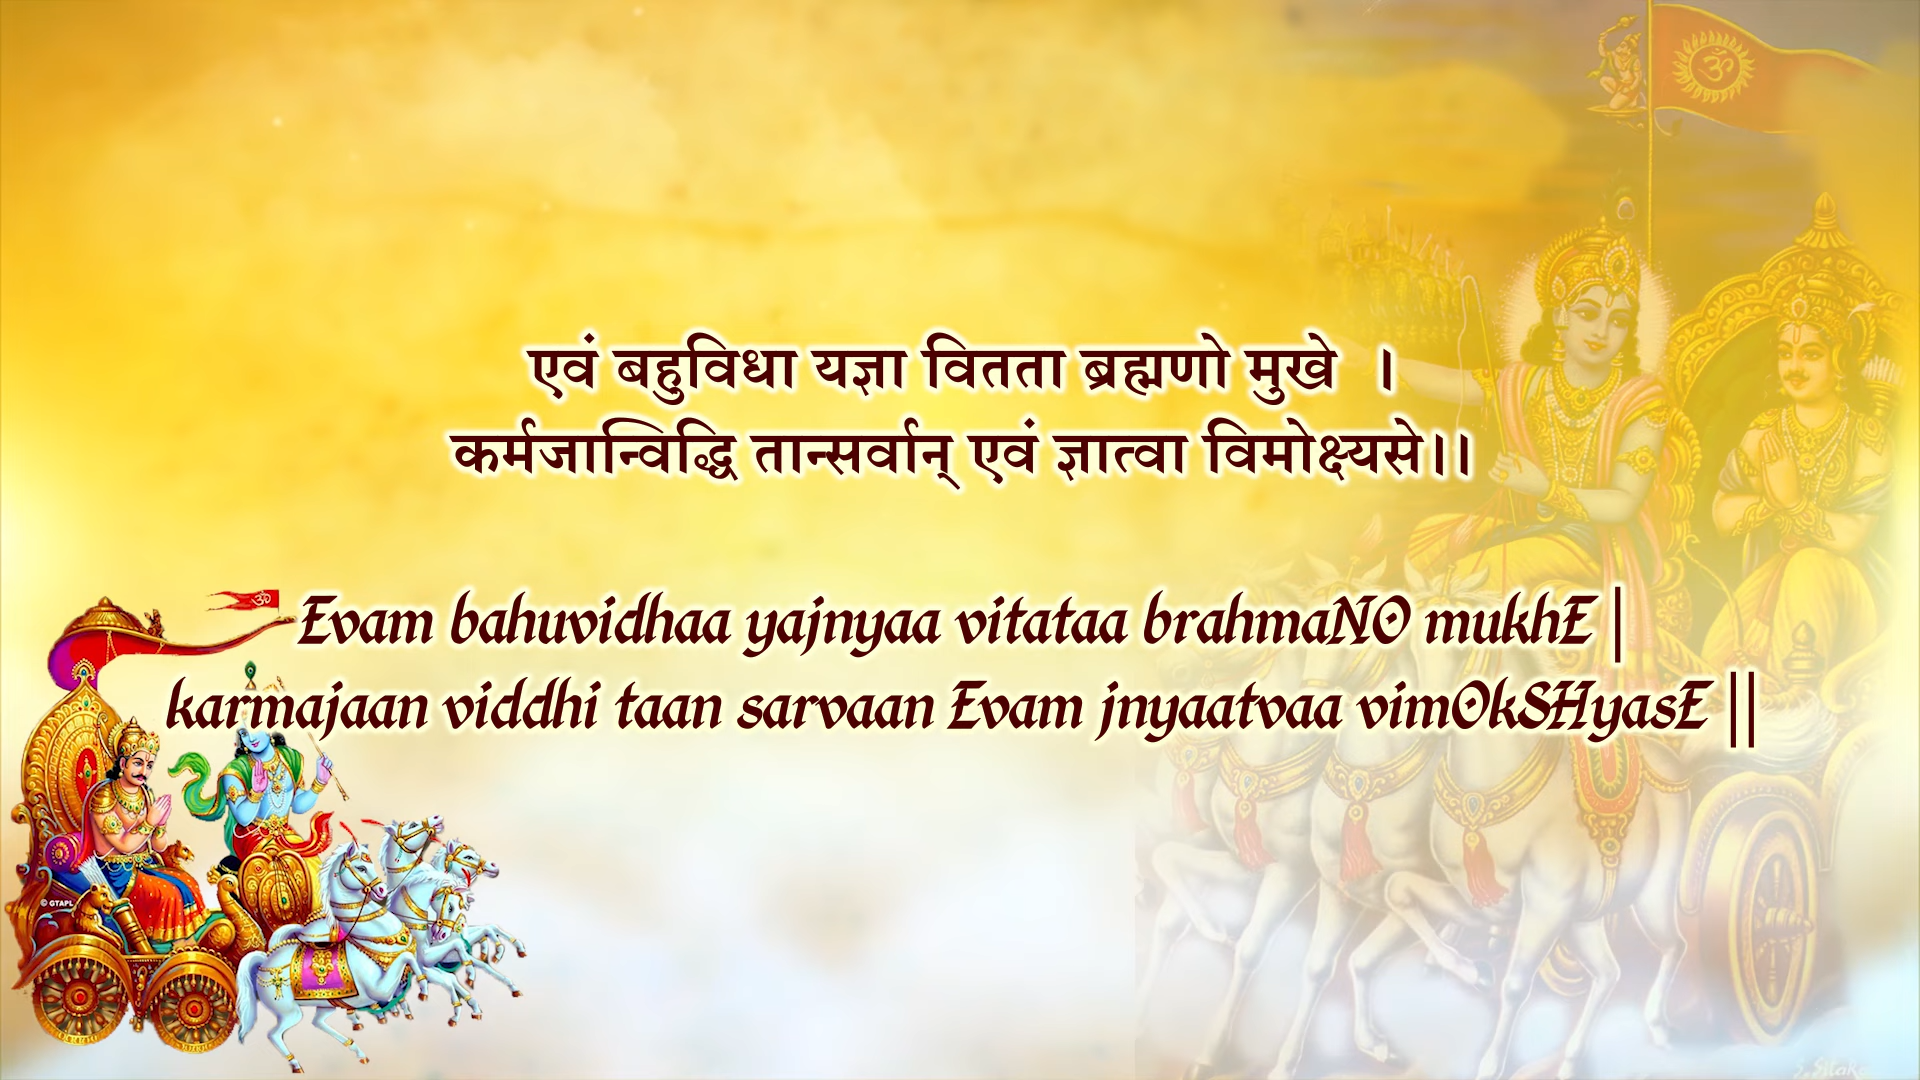 एवं बहुविधा यज्ञा वितता ब्रह्मणो मुखे ।
कर्मजान्विद्धि तान्सर्वान् एवं ज्ञात्वा विमोक्ष्यसे।।
Evam bahuvidhaa yajnyaa vitataa brahmaNO mukhE |
karmajaan viddhi taan sarvaan Evam jnyaatvaa vimOkSHyasE ||
ॐ
ॐ
© GTAPL